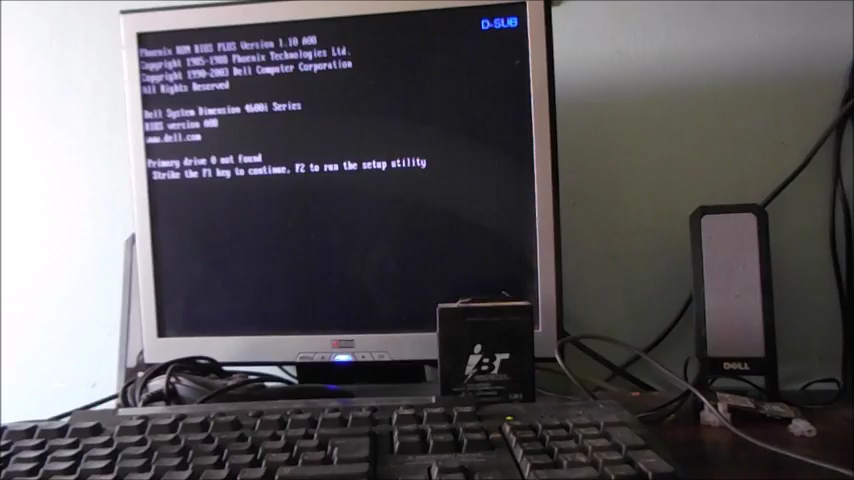 D-SUB
Phoenix ROM BIOS PLUS Version 1.10 A00
Copyright 1985-1988 Phoenix Technologies Ltd.
Copyright 1990-2003 Dell Computer Corporation
All Rights Reserved
Dell System Dimension 4600i Series
BIOS version A00
www.dell.com
Primary drive 0 not found
Strike the F1 key to continue, F2 to run the setup utility
DELL